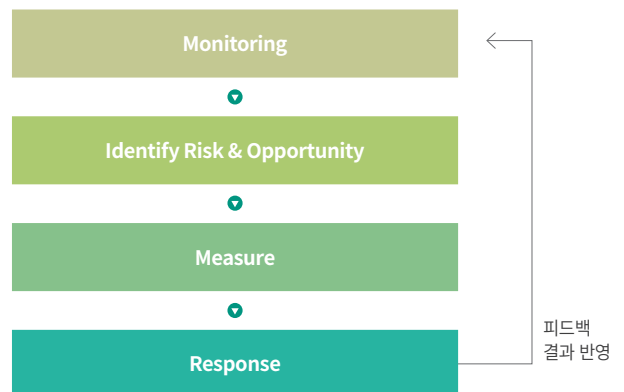 Monitoring
Identify Risk & Opportunity
Measure
Response
피드백
결과 반영